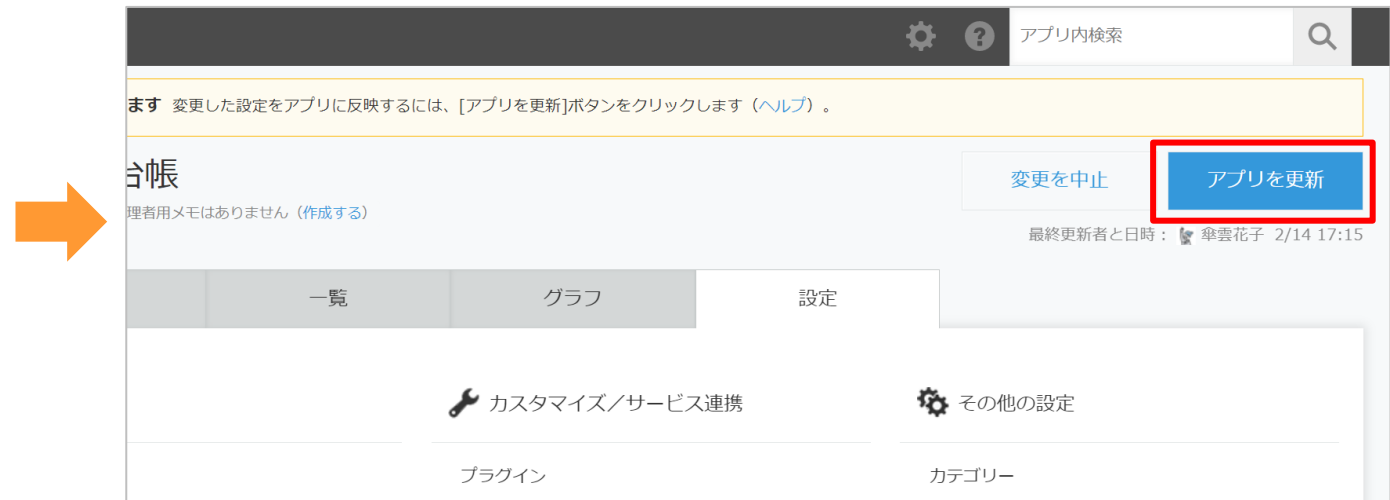 アプリ内検索
ます 変更した設定をアプリに反映するには、[アプリを更新]ボタンをクリックします（ヘルプ）。
台帳
変更を中止
アプリを更新
理者用メモはありません（作成する）
最終更新者と日時： 傘雲花子 2/14 17:15
一覧
グラフ
設定
カスタマイズ／サービス連携
その他の設定
プラグイン
カテゴリー